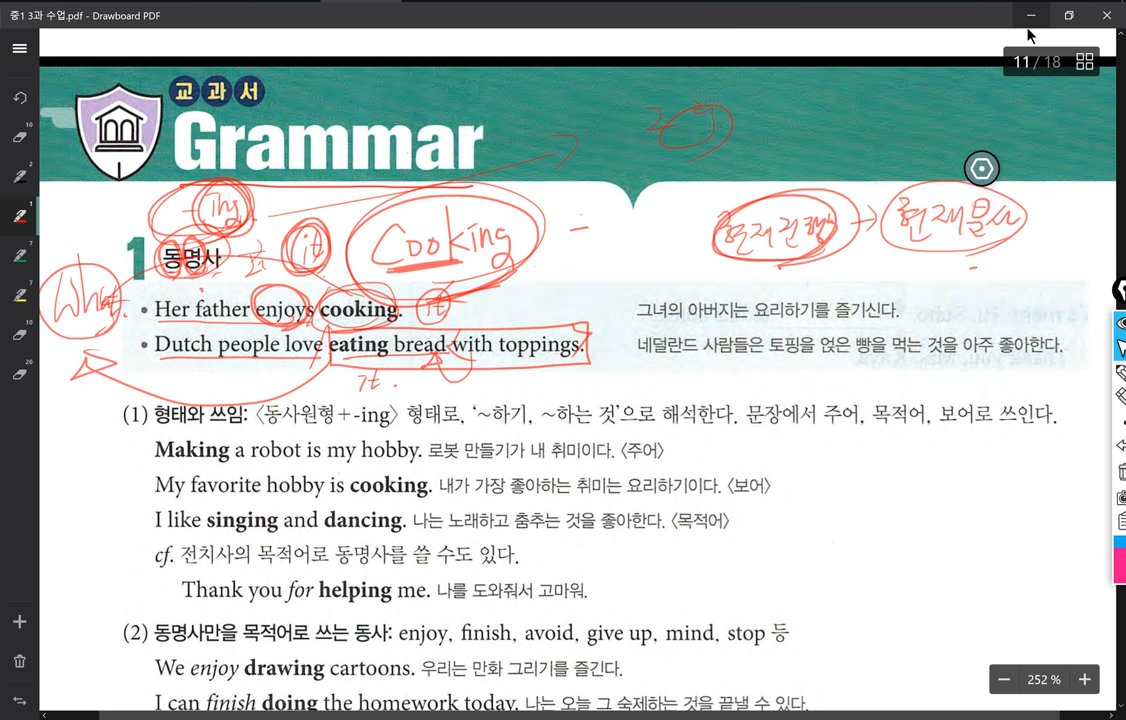 중1 3과 수업.pdf - Drawboard PDF
11 / 18
교과서
Grammar
ing
it
Cooking
현재진행 → 현재분사
1 동명사
What
• Her father enjoys cooking. 그녀의 아버지는 요리하기를 즐기신다.
it
• Dutch people love eating bread with toppings. 네덜란드 사람들은 토핑을 얹은 빵을 먹는 것을 아주 좋아한다.
it.
(1) 형태와 쓰임: 〈동사원형+-ing〉 형태로, ‘~하기, ~하는 것’으로 해석한다. 문장에서 주어, 목적어, 보어로 쓰인다.
Making a robot is my hobby. 로봇 만들기가 내 취미이다. 〈주어〉
My favorite hobby is cooking. 내가 가장 좋아하는 취미는 요리하기이다. 〈보어〉
I like singing and dancing. 나는 노래하고 춤추는 것을 좋아한다. 〈목적어〉
cf. 전치사의 목적어로 동명사를 쓸 수도 있다.
Thank you for helping me. 나를 도와줘서 고마워.
(2) 동명사만을 목적어로 쓰는 동사: enjoy, finish, avoid, give up, mind, stop 등
We enjoy drawing cartoons. 우리는 만화 그리기를 즐긴다.
I can finish doing the homework today. 나는 오늘 그 숙제하는 것을 끝낼 수 있다.
252 %